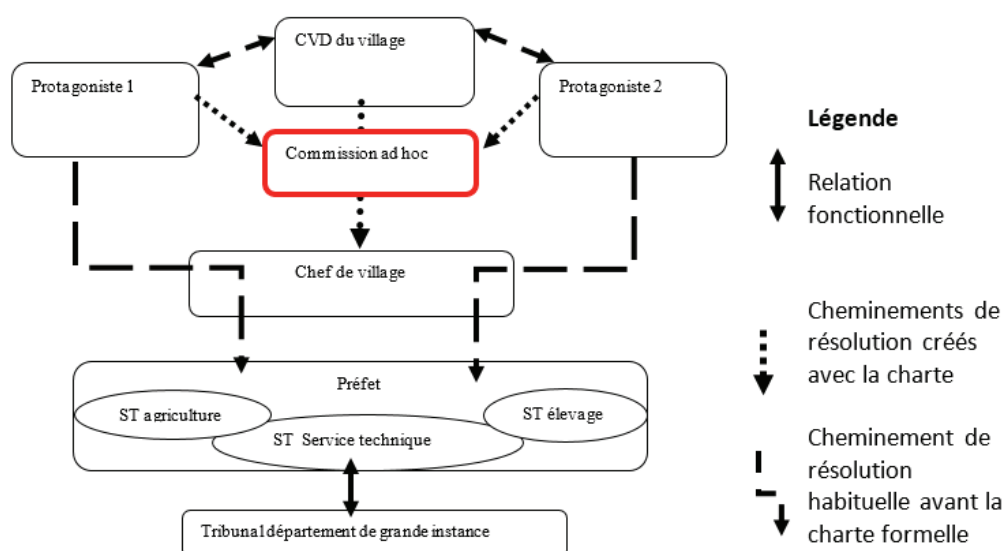 CVD du village
Protagoniste 1
Protagoniste 2
Commission ad hoc
Chef de village
Préfet
ST agriculture
ST élevage
ST Service technique
Tribunal département de grande instance
Légende
Relation
fonctionnelle
Cheminements de
résolution créés
avec la charte
Cheminement de
résolution
habituelle avant la
charte formelle